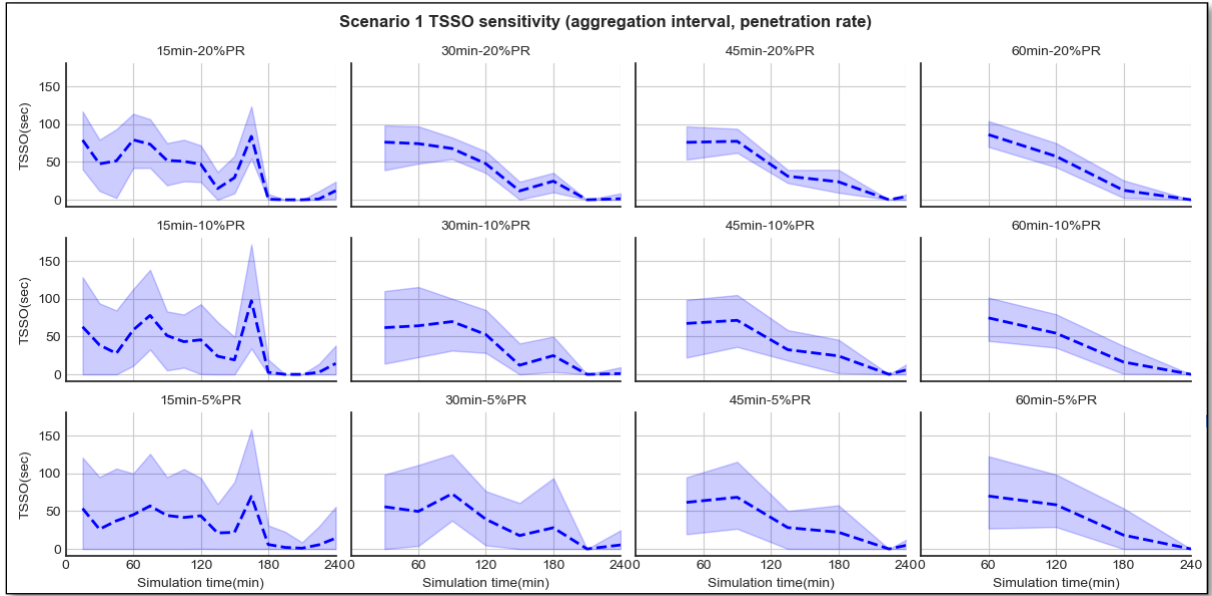 Scenario 1 TSSO sensitivity (aggregation interval, penetration rate)
15min-20%PR 30min-20%PR 45min-20%PR 60min-20%PR
150
100
50
0
TSSO(sec)
15min-10%PR 30min-10%PR 45min-10%PR 60min-10%PR
150
100
50
0
TSSO(sec)
15min-5%PR 30min-5%PR 45min-5%PR 60min-5%PR
150
100
50
0
TSSO(sec)
0 60 120 180 240 0 60 120 180 240 0 60 120 180 240 0 60 120 180 240
Simulation time(min) Simulation time(min) Simulation time(min) Simulation time(min)